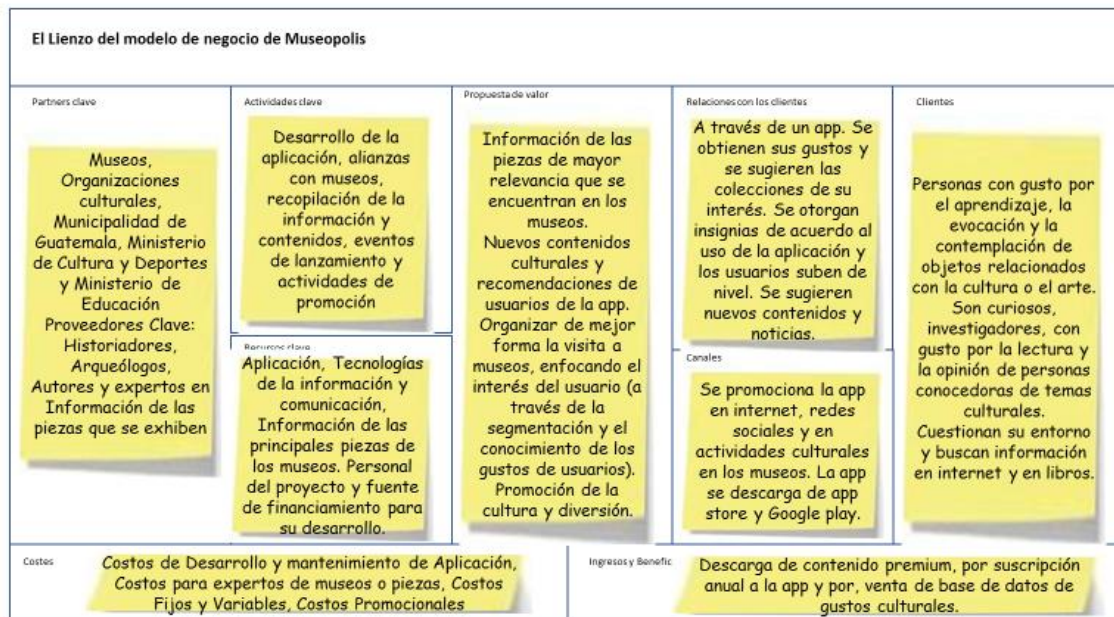 El Lienzo del modelo de negocio de Museopolis
Partners clave
Museos,
Organizaciones
culturales,
Municipalidad de
Guatemala, Ministerio
de Cultura y Deportes
y Ministerio de
Educación
Proveedores Clave:
Historiadores,
Arqueólogos,
Autores y expertos en
Información de las
piezas que se exhiben
Actividades clave
Desarrollo de la
aplicación, alianzas
con museos,
recopilación de la
información y
contenidos, eventos
de lanzamiento y
actividades de
promoción
Recursos clave
Aplicación, Tecnologías
de la información y
comunicación,
Información de las
principales piezas de
los museos. Personal
del proyecto y fuente
de financiamiento para
su desarrollo.
Propuesta de valor
Información de las
piezas de mayor
relevancia que se
encuentran en los
museos.
Nuevos contenidos
culturales y
recomendaciones de
usuarios de la app.
Organizar de mejor
forma la visita a
museos, enfocando el
interés del usuario (a
través de la
segmentación y el
conocimiento de los
gustos de usuarios).
Promoción de la
cultura y diversión.
Relaciones con los clientes
A través de un app. Se
obtienen sus gustos y
se sugieren las
colecciones de su
interés. Se otorgan
insignias de acuerdo al
uso de la aplicación y
los usuarios suben de
nivel. Se sugieren
nuevos contenidos y
noticias.
Canales
Se promociona la app
en internet, redes
sociales y en
actividades culturales
en los museos. La app
se descarga de app
store y Google play.
Clientes
Personas con gusto por
el aprendizaje, la
evocación y la
contemplación de
objetos relacionados
con la cultura o el arte.
Son curiosos,
investigadores, con
gusto por la lectura y
la opinión de personas
conocedoras de temas
culturales.
Cuestionan su entorno
y buscan información
en internet y en libros.
Costes
Costos de Desarrollo y mantenimiento de Aplicación,
Costos para expertos de museos o piezas, Costos
Fijos y Variables, Costos Promocionales
Ingresos y Benefic
Descarga de contenido premium, por suscripción
anual a la app y por, venta de base de datos de
gustos culturales.